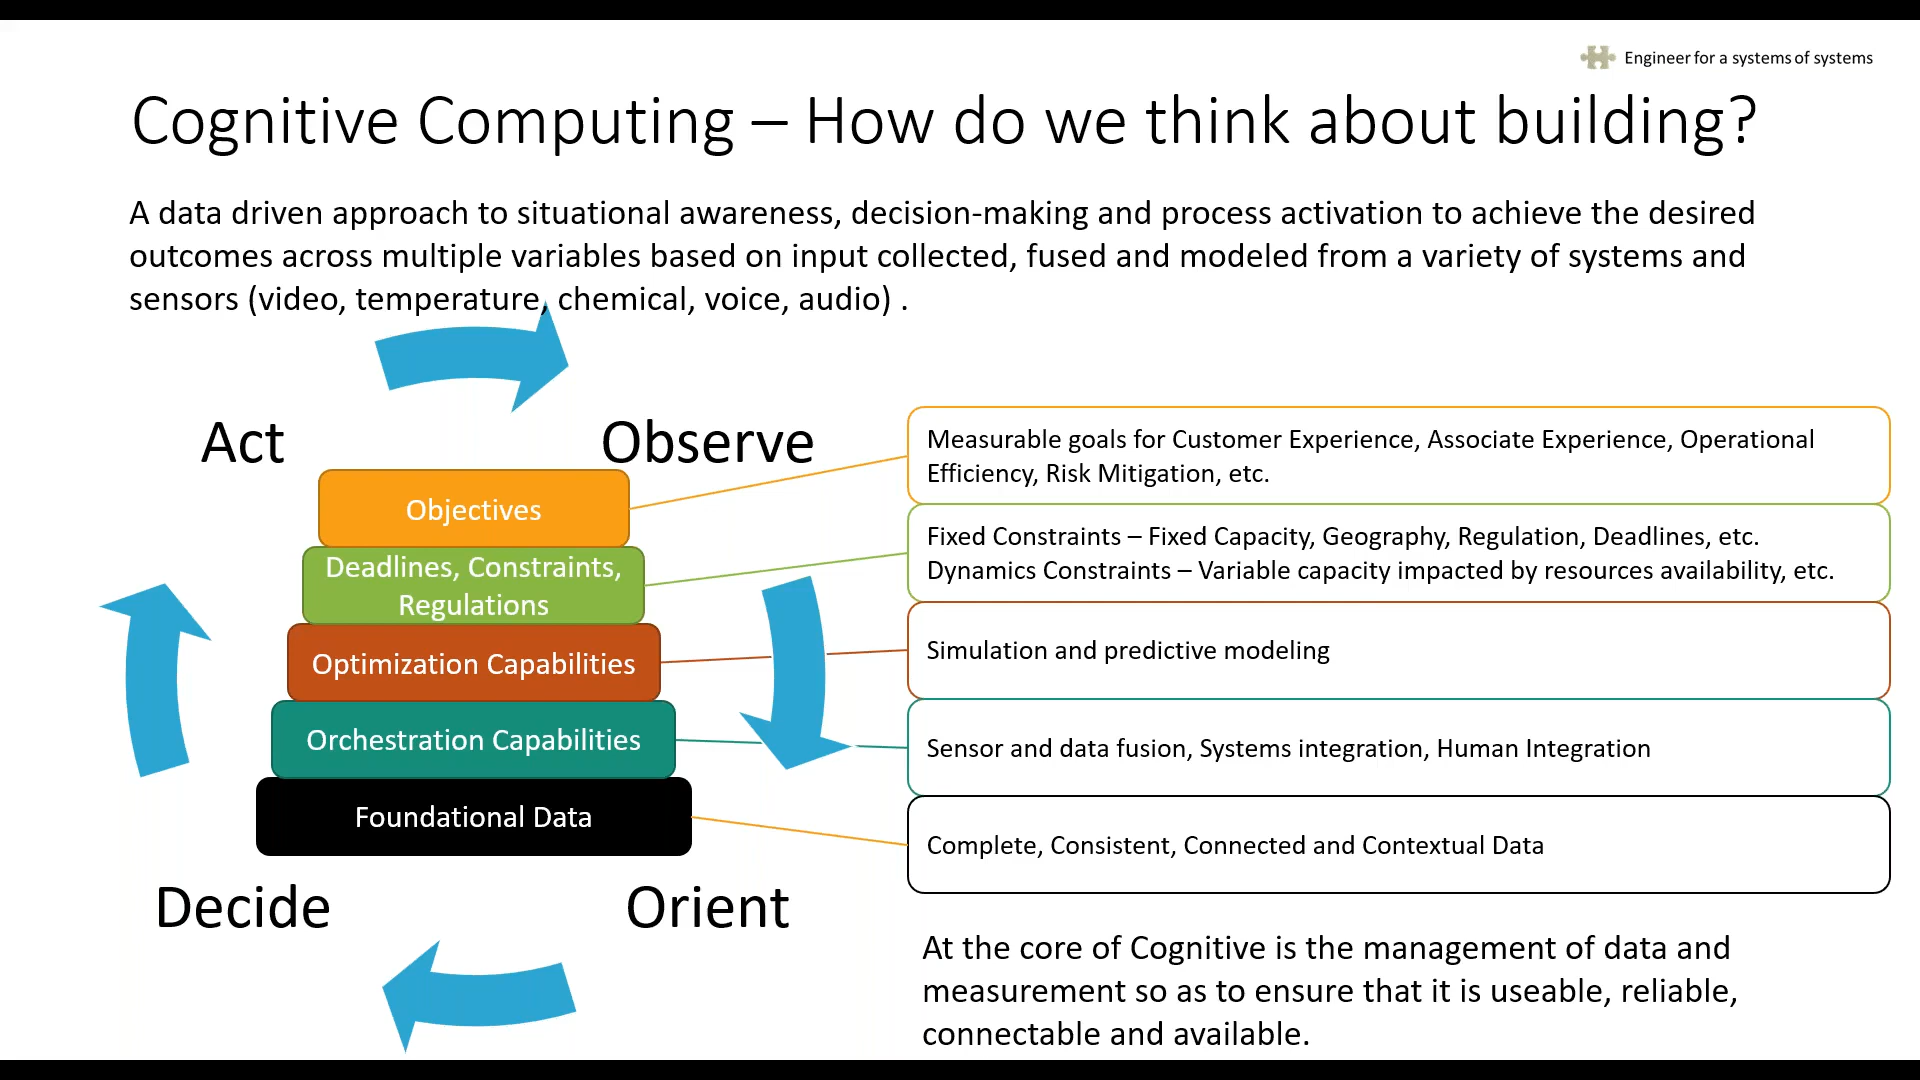 Engineer for a systems of systems
Cognitive Computing – How do we think about building?
A data driven approach to situational awareness, decision-making and process activation to achieve the desired
outcomes across multiple variables based on input collected, fused and modeled from a variety of systems and
sensors (video, temperature, chemical, voice, audio) .
Act
Observe
Objectives
Deadlines, Constraints,
Regulations
Optimization Capabilities
Orchestration Capabilities
Foundational Data
Decide
Orient
Measurable goals for Customer Experience, Associate Experience, Operational
Efficiency, Risk Mitigation, etc.
Fixed Constraints – Fixed Capacity, Geography, Regulation, Deadlines, etc.
Dynamics Constraints – Variable capacity impacted by resources availability, etc.
Simulation and predictive modeling
Sensor and data fusion, Systems integration, Human Integration
Complete, Consistent, Connected and Contextual Data
At the core of Cognitive is the management of data and
measurement so as to ensure that it is useable, reliable,
connectable and available.